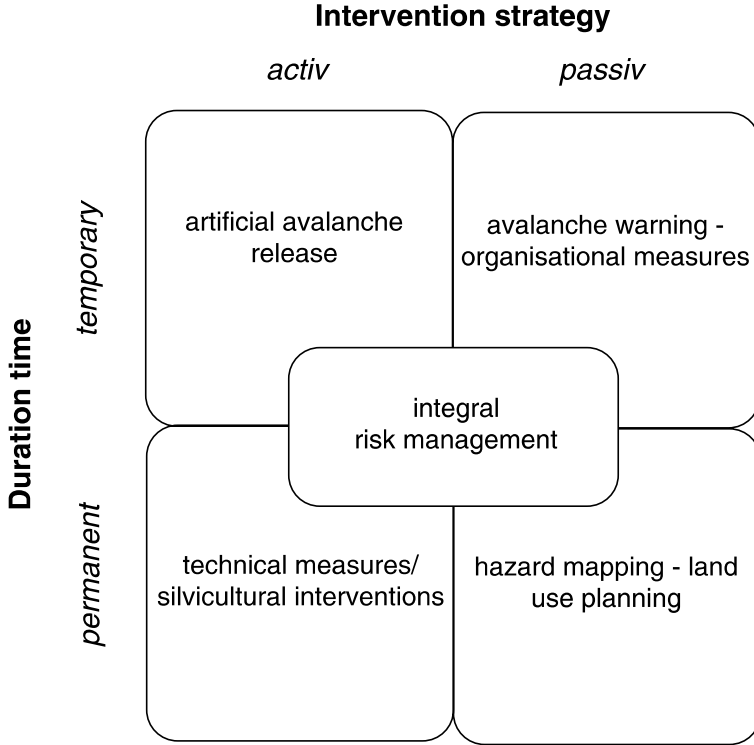 Intervention strategy
activ
passiv
Duration time
temporary
artificial avalanche
release
avalanche warning -
organisational measures
integral
risk management
permanent
technical measures/
silvicultural interventions
hazard mapping - land
use planning